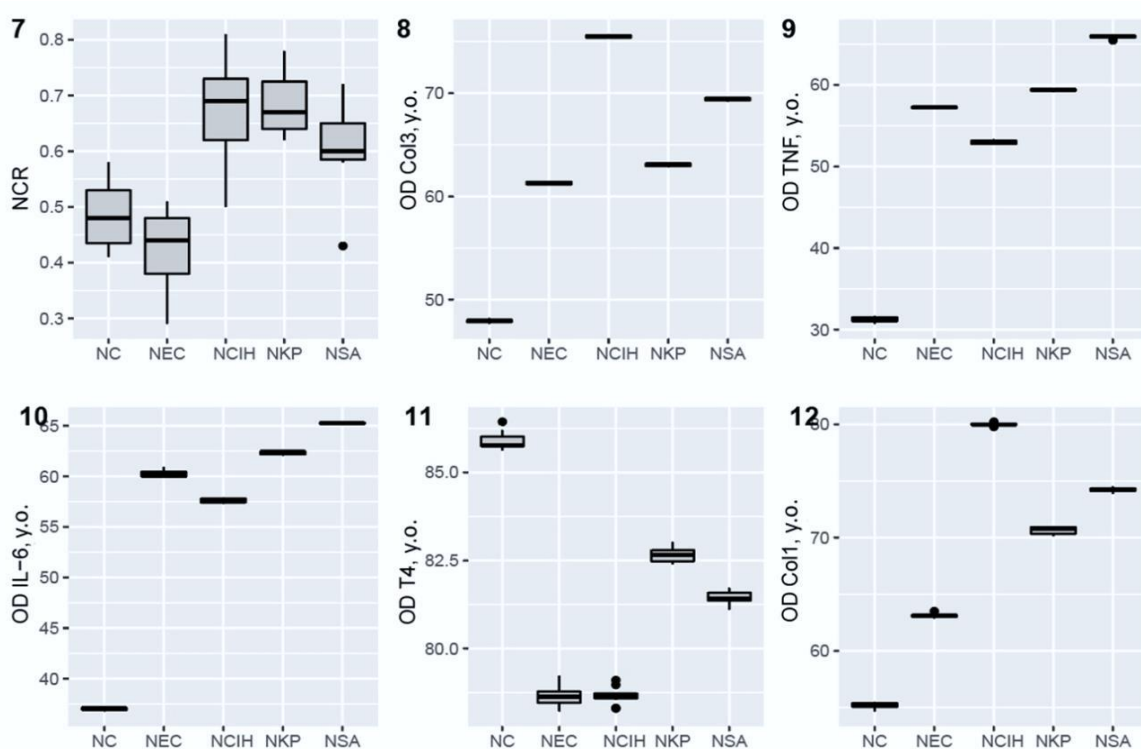 7
NCR
0.8
0.7
0.6
0.5
0.4
0.3
NC NEC NCIH NKP NSA
8
OD Col3, y.o.
70
60
50
NC NEC NCIH NKP NSA
9
OD TNF, y.o.
60
50
40
30
NC NEC NCIH NKP NSA
10
OD IL-6, y.o.
65
60
55
50
45
40
NC NEC NCIH NKP NSA
11
OD T4, y.o.
85.0
82.5
80.0
NC NEC NCIH NKP NSA
12
OD Col1, y.o.
80
70
60
NC NEC NCIH NKP NSA